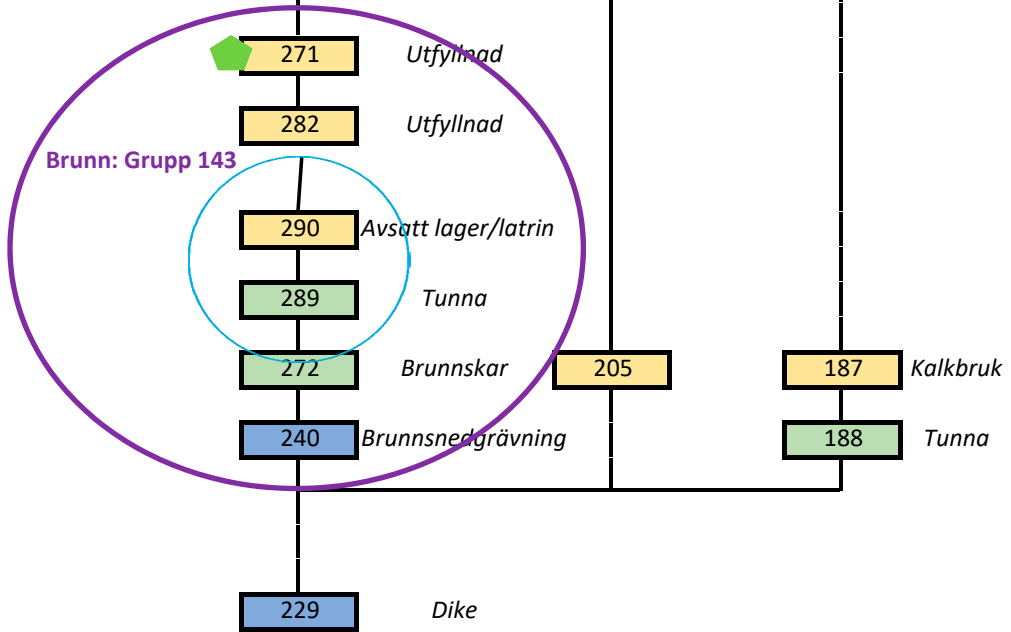 271 Utfyllnad
282 Utfyllnad
Brunn: Grupp 143
290 Avsatt lager/latrin
289 Tunna
272 Brunnskar 205 187 Kalkbruk
240 Brunnsnedgrävning 188 Tunna
229 Dike